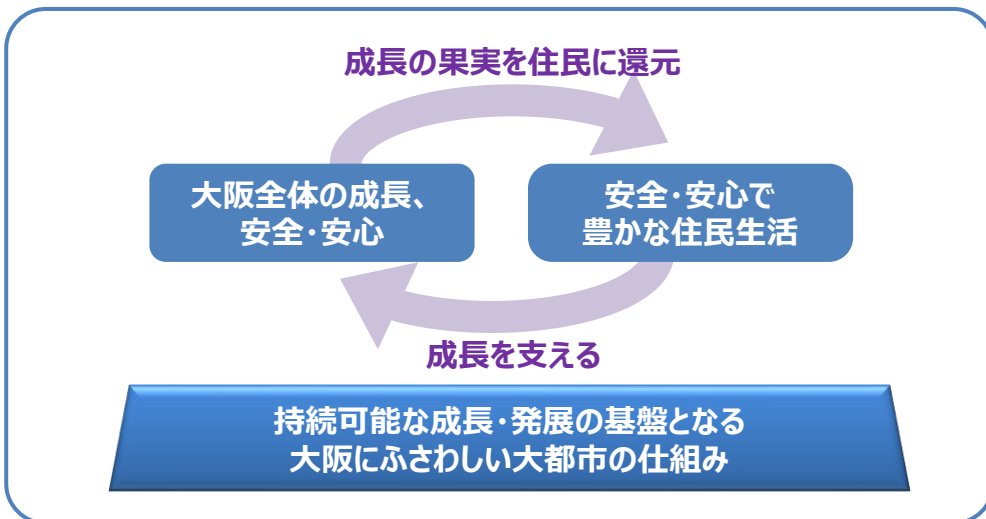 成長の果実を住民に還元
大阪全体の成長、
安全・安心
安全・安心で
豊かな住民生活
成長を支える
持続可能な成長・発展の基盤となる
大阪にふさわしい大都市の仕組み